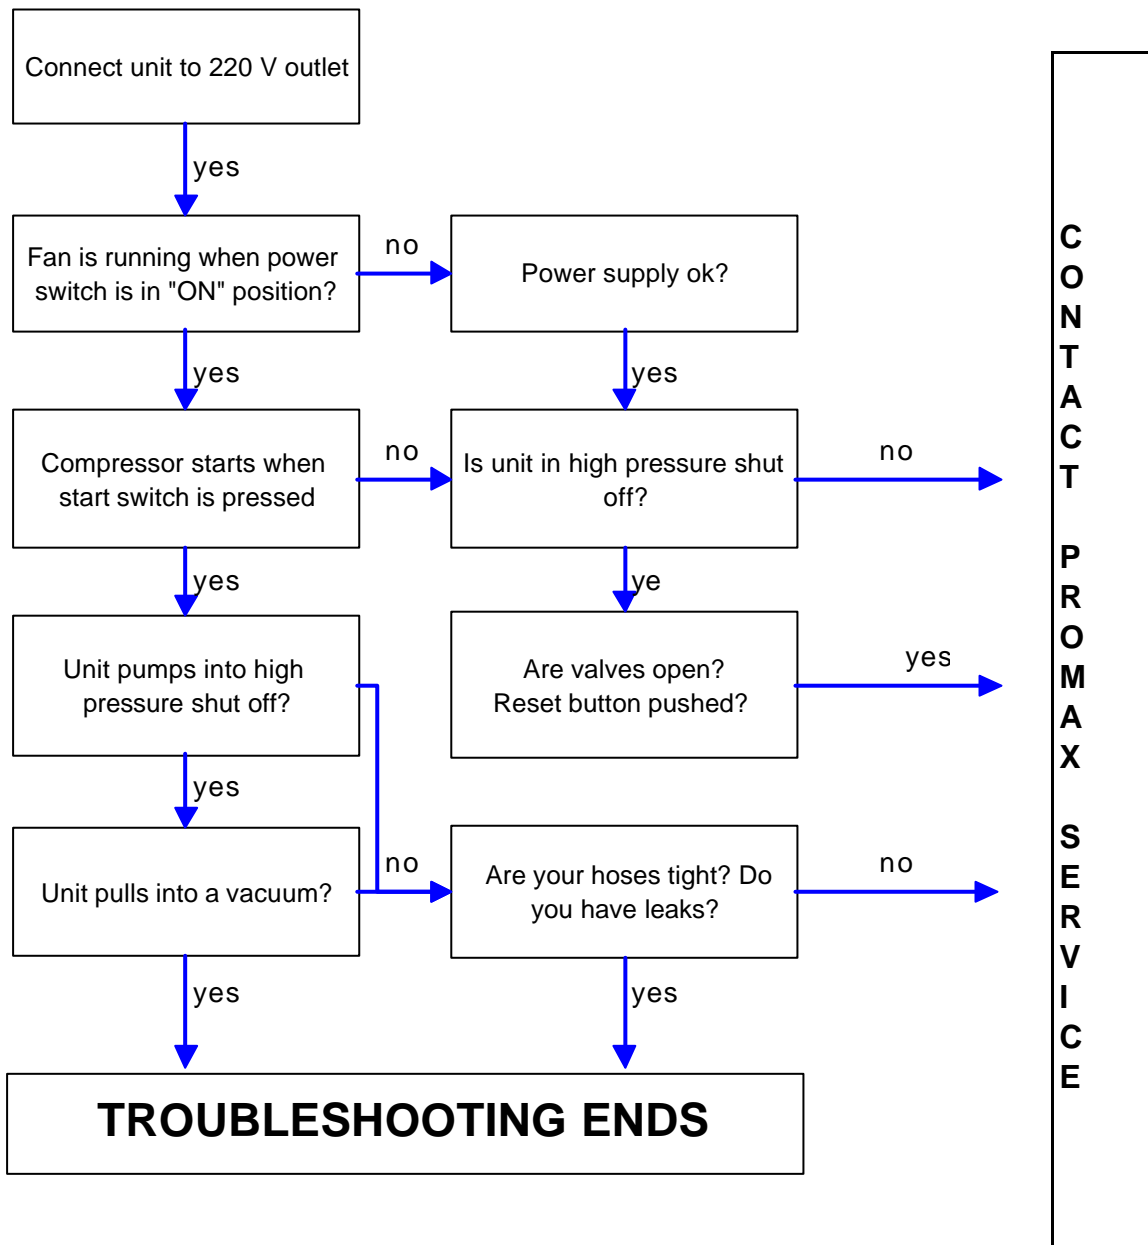 Connect unit to 220 V outlet
yes
Fan is running when power
switch is in "ON" position?
no
Power supply ok?
yes
yes
Compressor starts when
start switch is pressed
no
Is unit in high pressure shut
off?
no
yes
ye
Unit pumps into high
pressure shut off?
Are valves open?
Reset button pushed?
yes
yes
Unit pulls into a vacuum?
no
Are your hoses tight? Do
you have leaks?
no
yes
yes
TROUBLESHOOTING ENDS
CONTACT PROMAX SERVICE